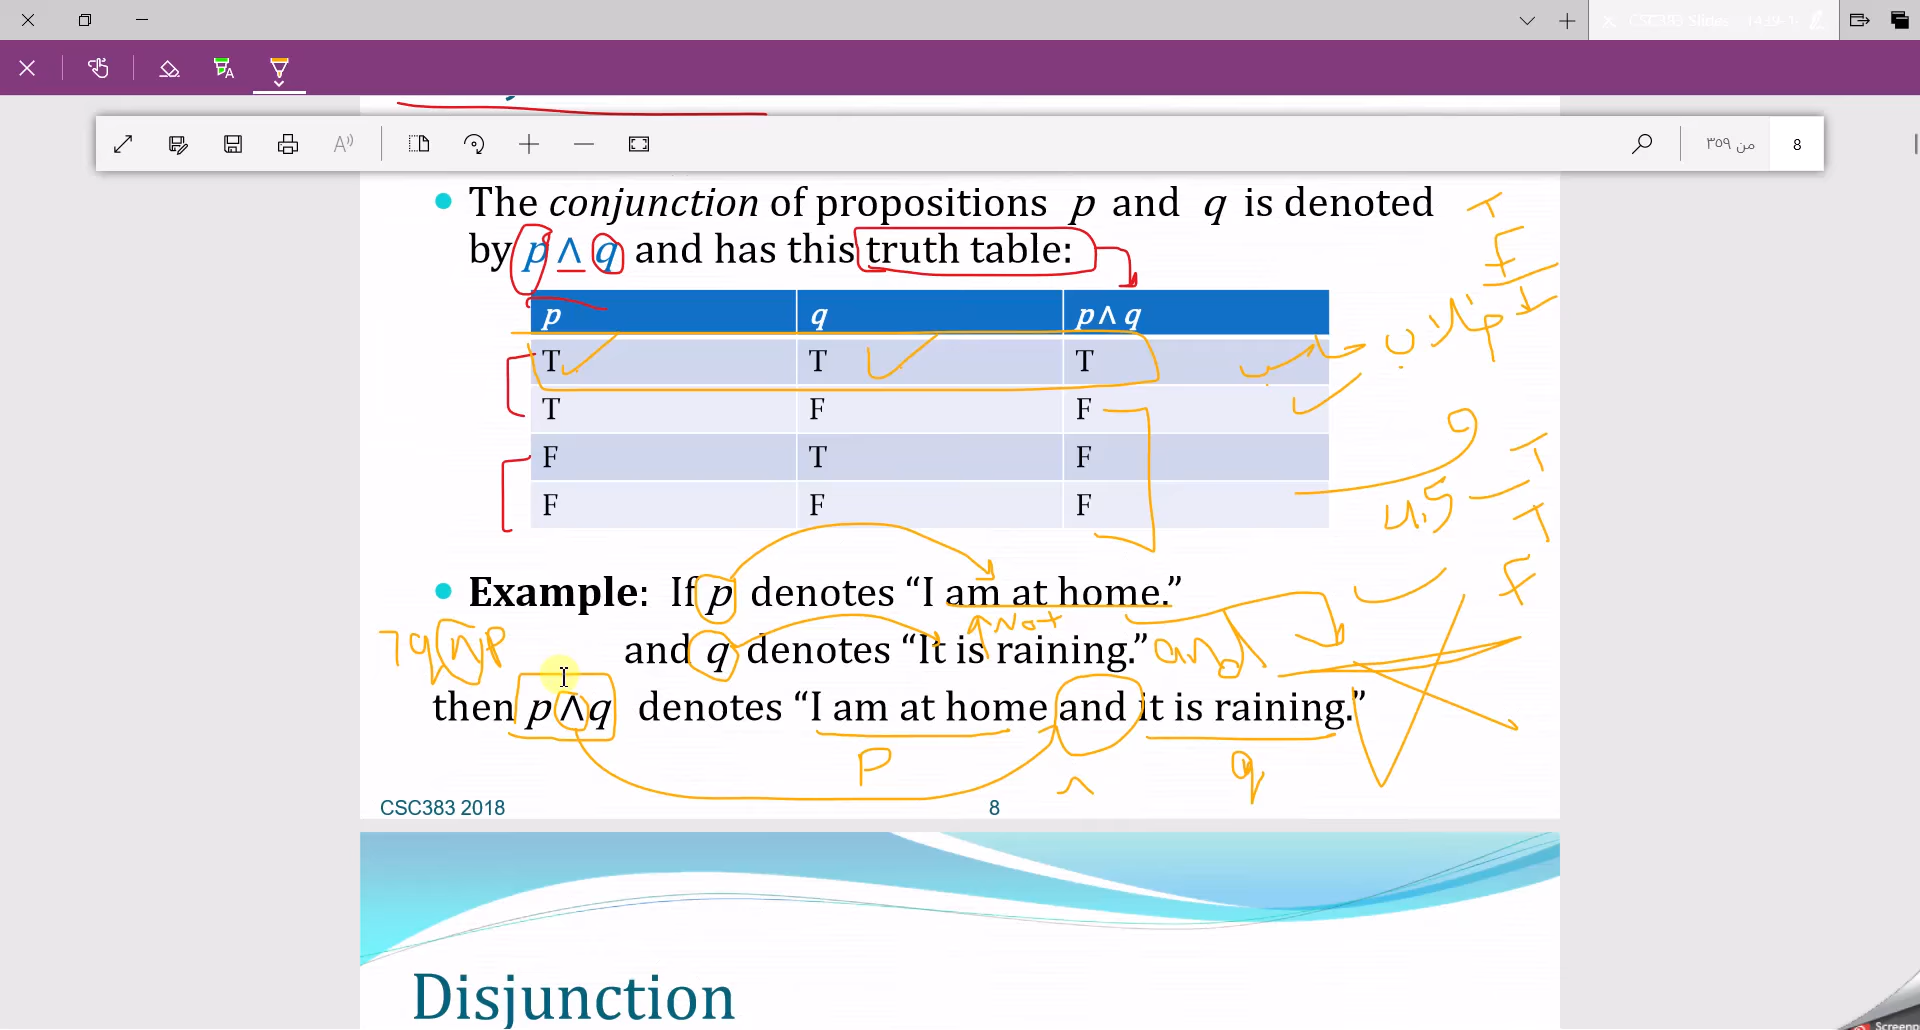 8 من ٣٥٩
The conjunction of propositions p and q is denoted
by p ∧ q and has this truth table:
p q p ∧ q
T T T
T F F
F T F
F F F
Example: If p denotes “I am at home.”
Not
and q denotes “It is raining.” and
then p ∧ q denotes “I am at home and it is raining.”
P ^ q
CSC383 2018 8
Disjunction
T
F
T
T
F